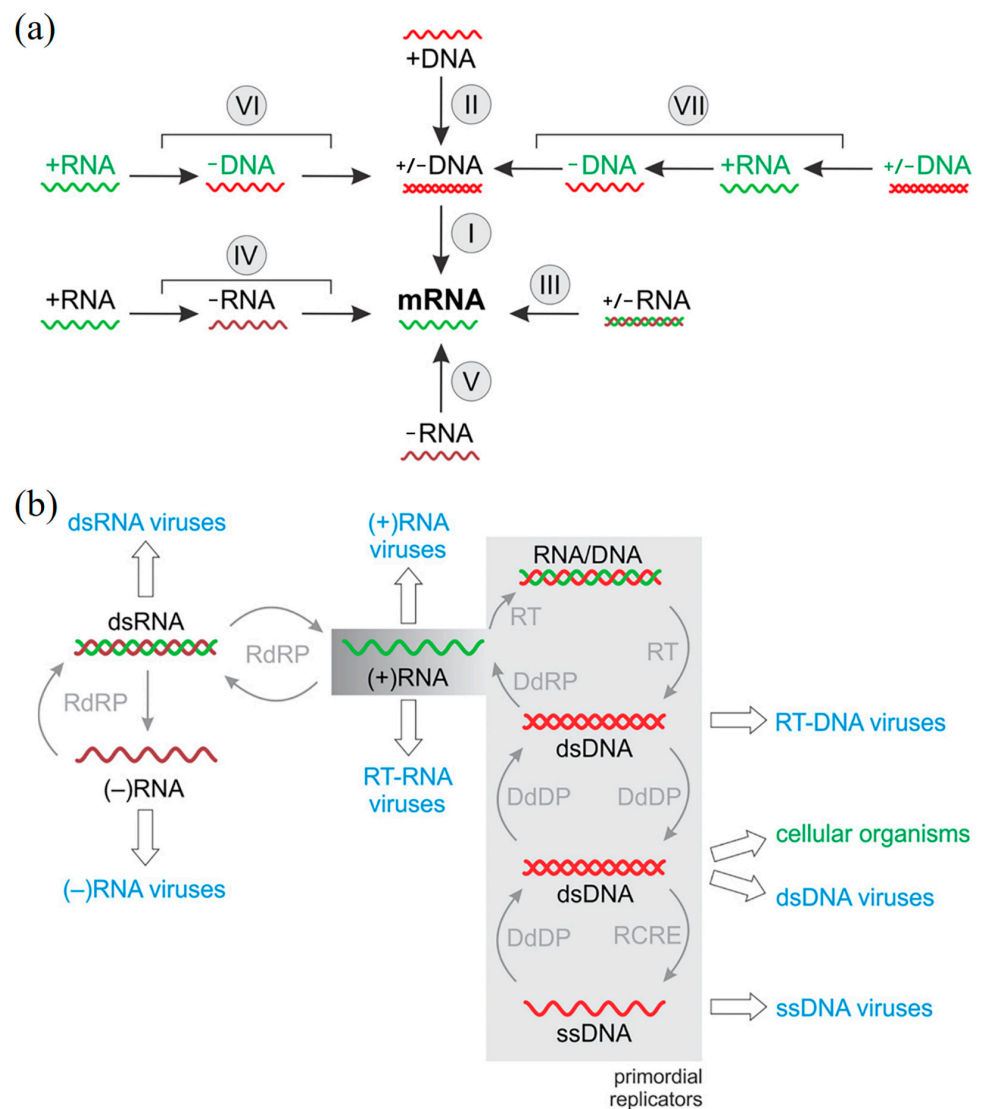 (a)
+DNA
II
VI
VII
+RNA
-DNA
+/-DNA
-DNA
+RNA
+/-DNA
I
IV
III
+RNA
-RNA
mRNA
+/-RNA
V
-RNA
(b)
dsRNA viruses
(+)RNA
viruses
RNA/DNA
dsRNA
RT
RdRP
RT
(+)RNA
RdRP
DdRP
(–)RNA
dsDNA
RT-DNA viruses
RT-RNA
viruses
DdDP
DdDP
cellular organisms
(–)RNA viruses
dsDNA
dsDNA viruses
DdDP
RCRE
ssDNA
ssDNA viruses
primordial
replicators